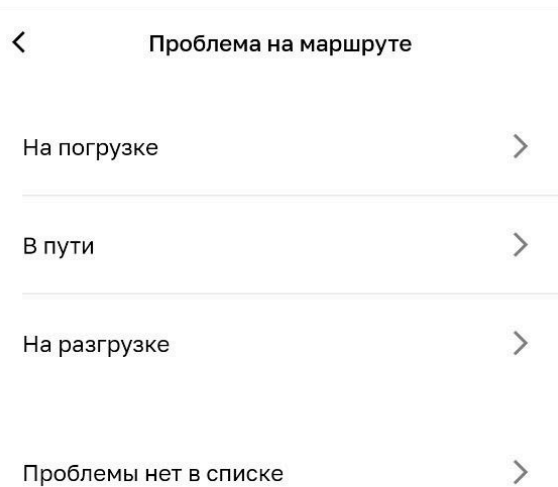 Проблема на маршруте
На погрузке
В пути
На разгрузке
Проблемы нет в списке